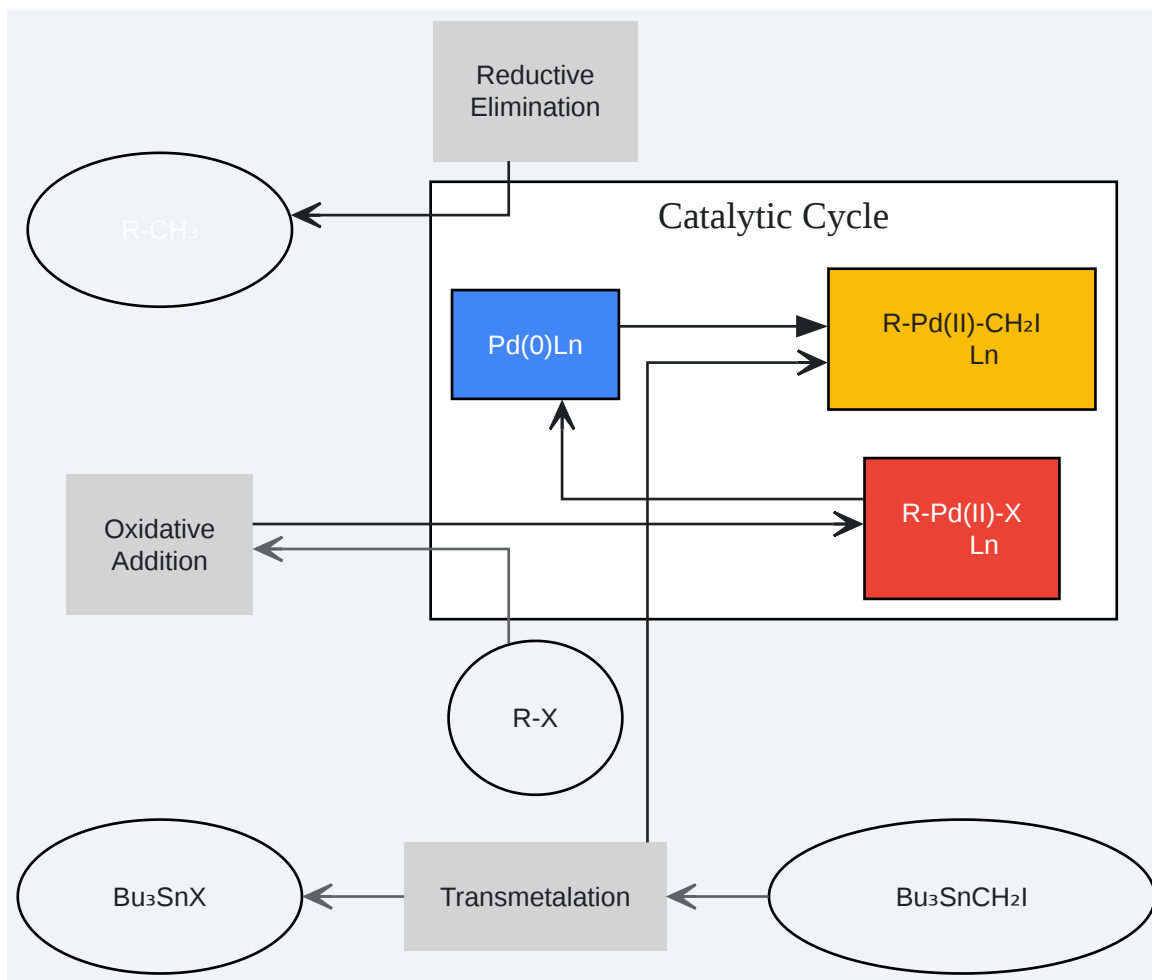 Reductive
Elimination
R-CH₃
Catalytic Cycle
Pd(0)Ln
R-Pd(II)-CH₂I
Ln
Oxidative
Addition
R-Pd(II)-X
Ln
R-X
Bu₃SnX
Transmetalation
Bu₃SnCH₂I